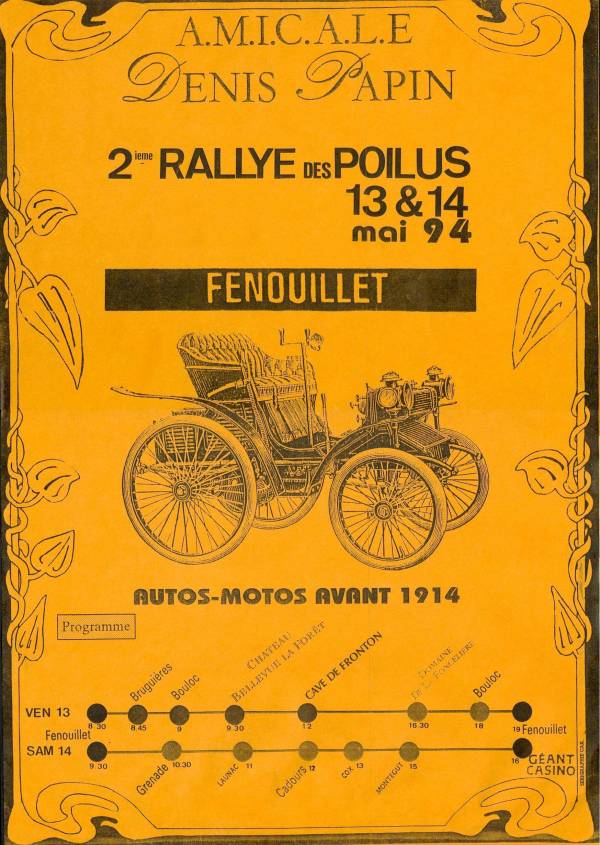 A.M.I.C.A.L.E
DENIS PAPIN
2ieme RALLYE DES POILUS
13 & 14
mai 94
FENOUILLET
AUTOS-MOTOS AVANT 1914
Programme
Bruguières
Bouloc
CHATEAU
BELLEVUE LA FORÊT
CAVE DE FRONTON
DOMAINE
Bouloc
VEN 13
8.30 8.45 9 9.30 12 16.30 18 19
Fenouillet Fenouillet
SAM 14
9.30 10.30 11 12 13 15 16
Grenade LAUNAC Cadours COX MONTEGUT
GÉANT
CASINO